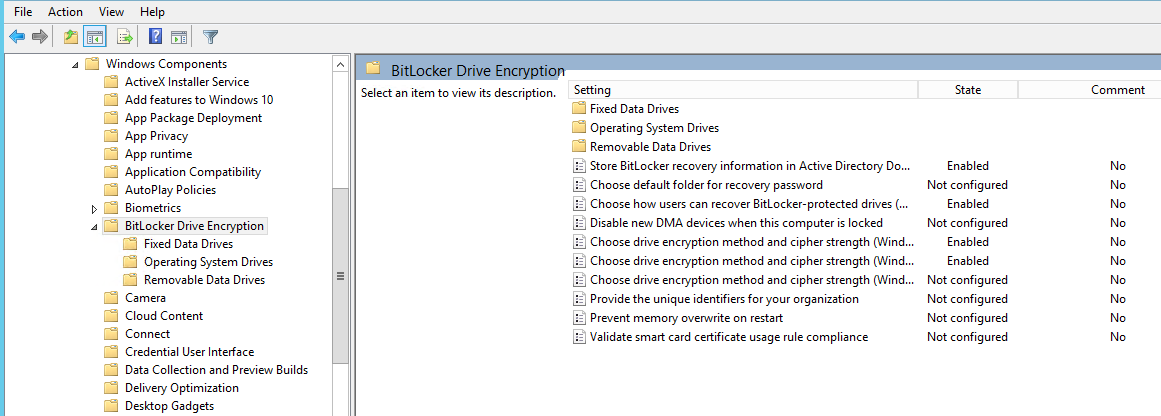 File Action View Help
Windows Components
ActiveX Installer Service
Add features to Windows 10
App Package Deployment
App Privacy
App runtime
Application Compatibility
AutoPlay Policies
Biometrics
BitLocker Drive Encryption
Fixed Data Drives
Operating System Drives
Removable Data Drives
Camera
Cloud Content
Connect
Credential User Interface
Data Collection and Preview Builds
Delivery Optimization
Desktop Gadgets
BitLocker Drive Encryption
Select an item to view its description.
Setting State Comment
Fixed Data Drives
Operating System Drives
Removable Data Drives
Store BitLocker recovery information in Active Directory Do... Enabled No
Choose default folder for recovery password Not configured No
Choose how users can recover BitLocker-protected drives (... Enabled No
Disable new DMA devices when this computer is locked Not configured No
Choose drive encryption method and cipher strength (Wind... Enabled No
Choose drive encryption method and cipher strength (Wind... Enabled No
Choose drive encryption method and cipher strength (Wind... Not configured No
Provide the unique identifiers for your organization Not configured No
Prevent memory overwrite on restart Not configured No
Validate smart card certificate usage rule compliance Not configured No